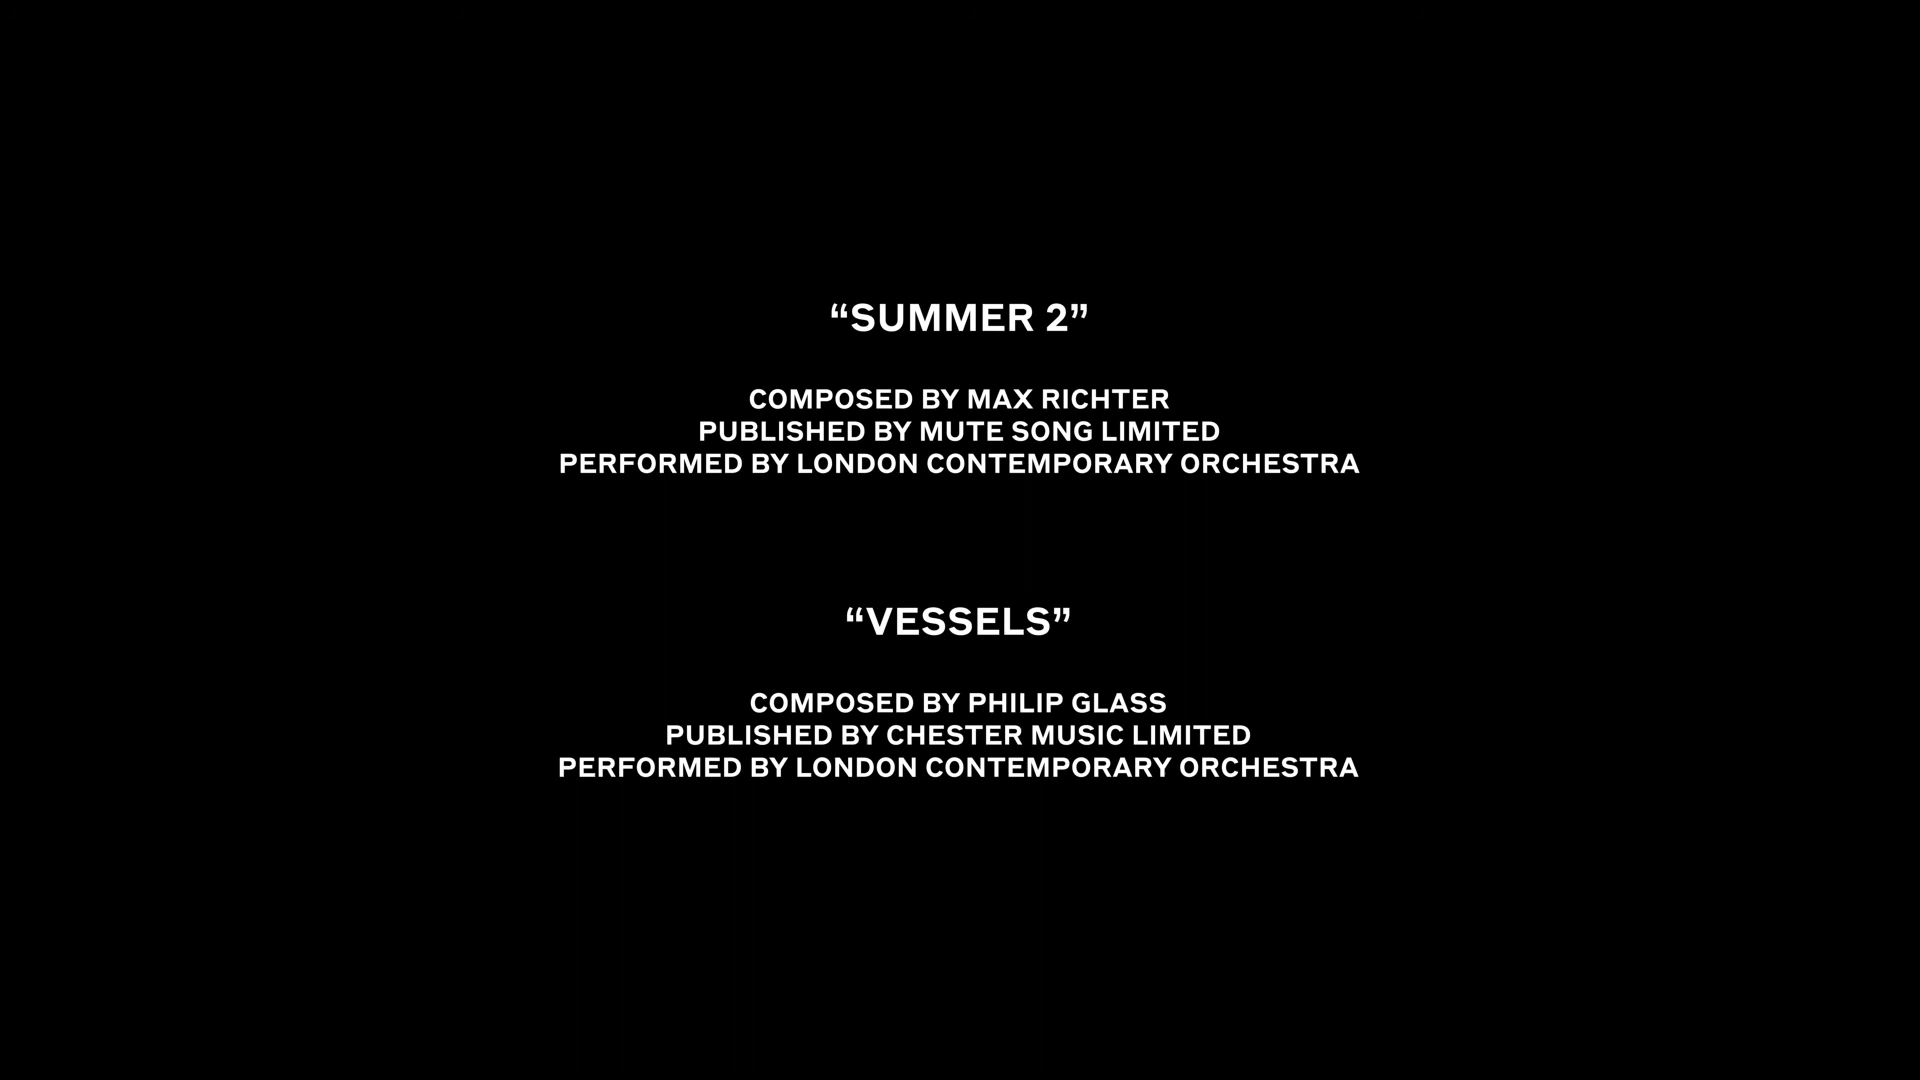 “SUMMER 2”
COMPOSED BY MAX RICHTER
PUBLISHED BY MUTE SONG LIMITED
PERFORMED BY LONDON CONTEMPORARY ORCHESTRA
“VESSELS”
COMPOSED BY PHILIP GLASS
PUBLISHED BY CHESTER MUSIC LIMITED
PERFORMED BY LONDON CONTEMPORARY ORCHESTRA